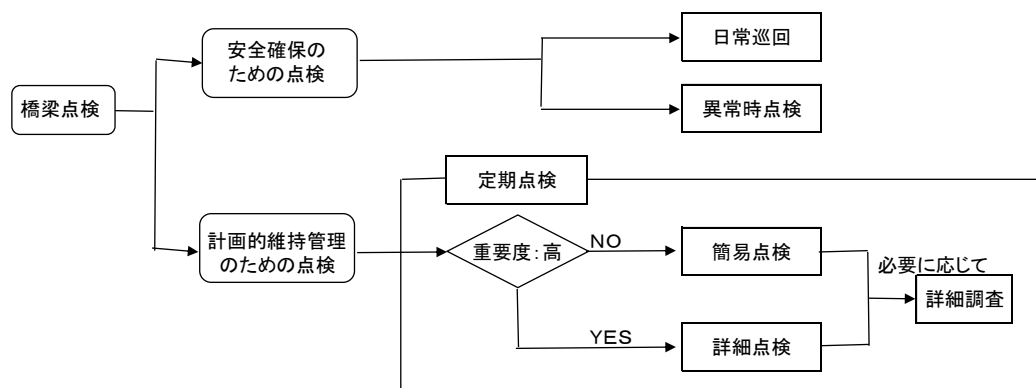 橋梁点検
安全確保の
ための点検
日常巡回
異常時点検
定期点検
計画的維持管理
のための点検
重要度：高
NO
簡易点検
必要に応じて
詳細調査
YES
詳細点検